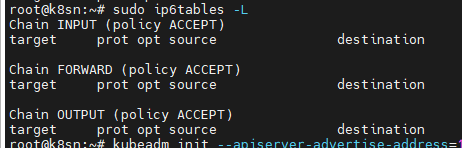 root@k8sn:~# sudo ip6tables -L
Chain INPUT (policy ACCEPT)
target     prot opt source               destination

Chain FORWARD (policy ACCEPT)
target     prot opt source               destination

Chain OUTPUT (policy ACCEPT)
target     prot opt source               destination
root@k8sn:~# kubeadm init --apiserver-advertise-address=